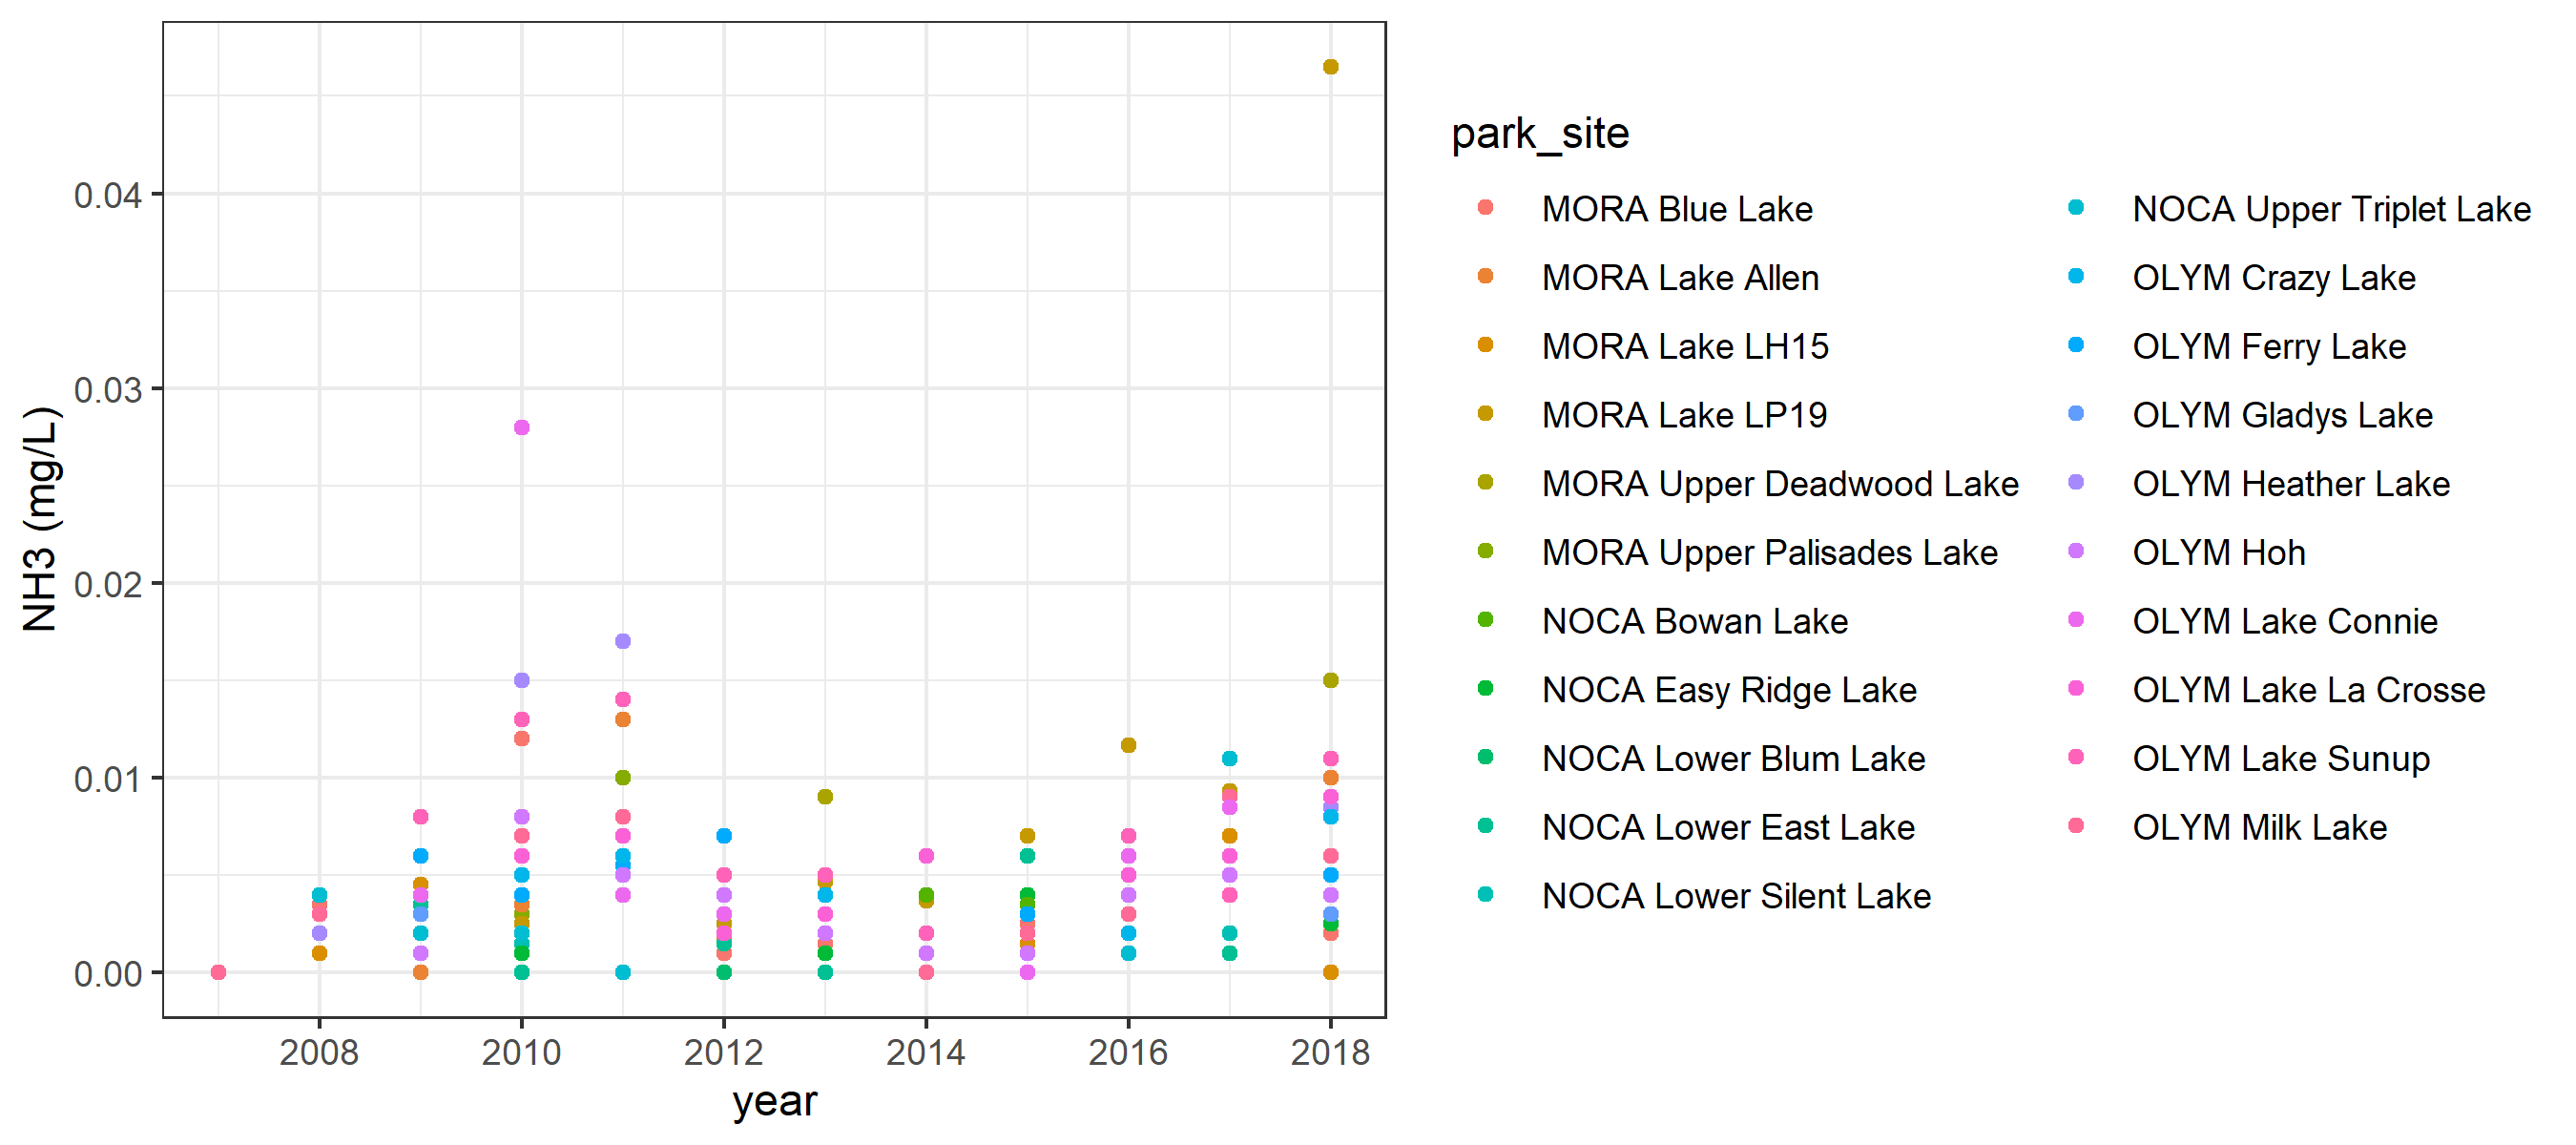 NH3 (mg/L)
0.04
0.03
0.02
0.01
0.00
2008 2010 2012 2014 2016 2018
year
park_site
MORA Blue Lake
MORA Lake Allen
MORA Lake LH15
MORA Lake LP19
MORA Upper Deadwood Lake
MORA Upper Palisades Lake
NOCA Bowan Lake
NOCA Easy Ridge Lake
NOCA Lower Blum Lake
NOCA Lower East Lake
NOCA Lower Silent Lake
NOCA Upper Triplet Lake
OLYM Crazy Lake
OLYM Ferry Lake
OLYM Gladys Lake
OLYM Heather Lake
OLYM Hoh
OLYM Lake Connie
OLYM Lake La Crosse
OLYM Lake Sunup
OLYM Milk Lake